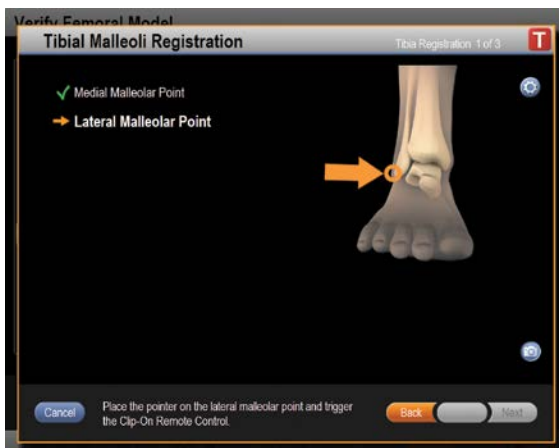 Verify Femoral Model
Tibial Malleoli Registration
Tibia Registration 1 of 3
T
Medial Malleolar Point
Lateral Malleolar Point
Cancel
Place the pointer on the lateral malleolar point and trigger
the Clip-On Remote Control.
Back
Next